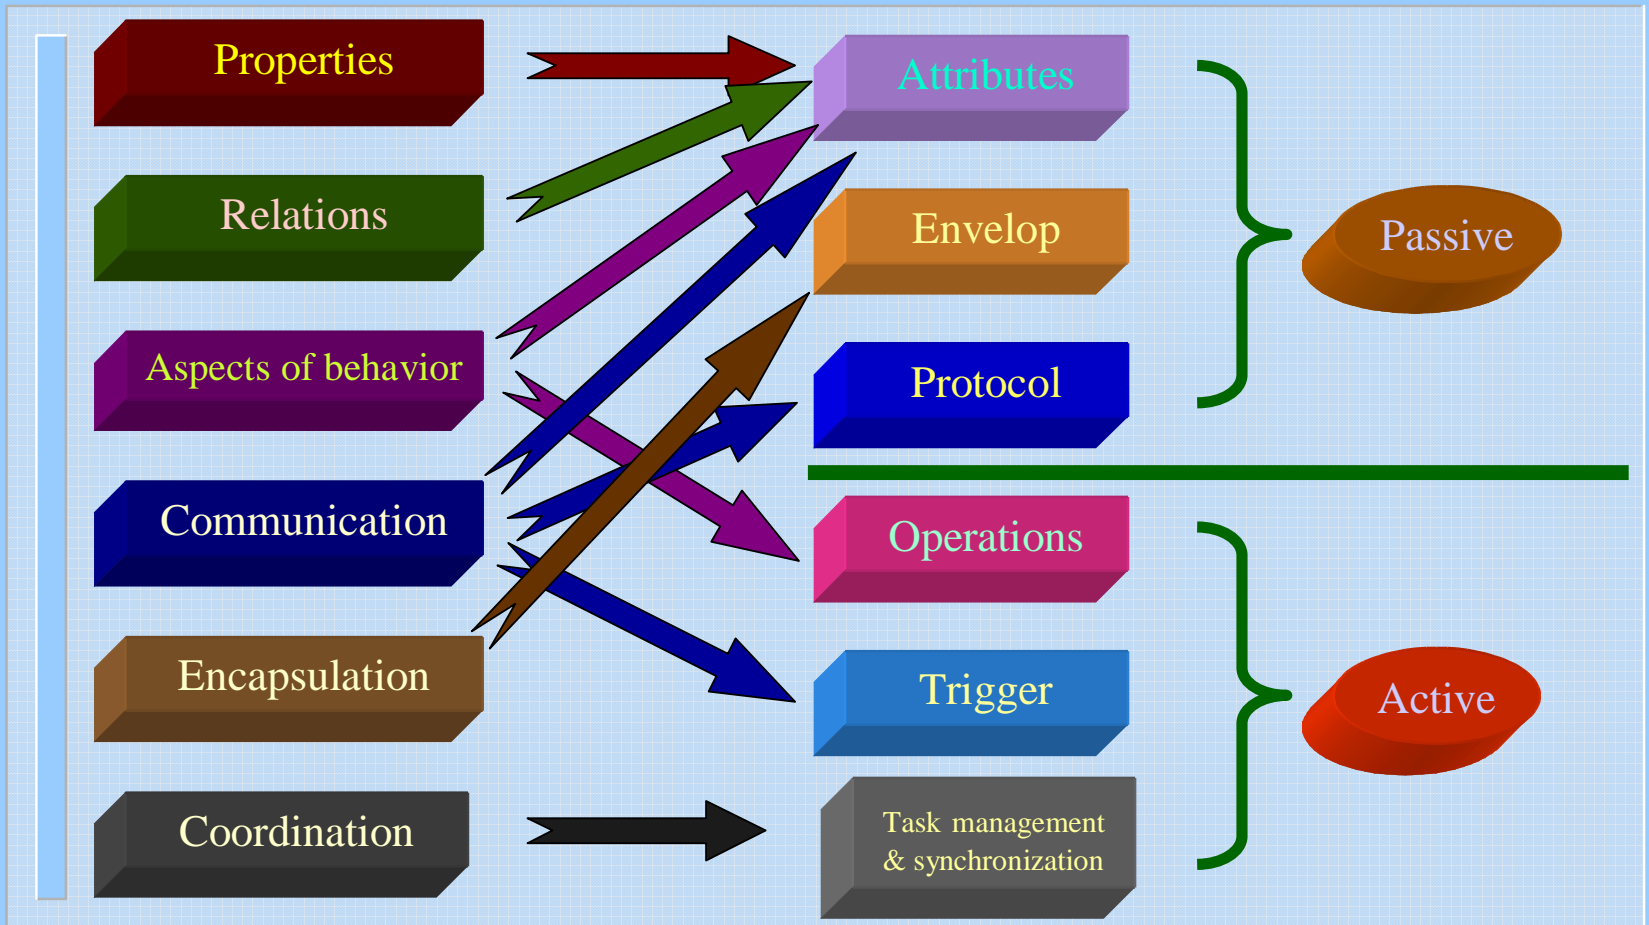 Properties
Relations
Aspects of behavior
Communication
Encapsulation
Coordination
Attributes
Envelop
Protocol
Operations
Trigger
Task management
& synchronization
Passive
Active